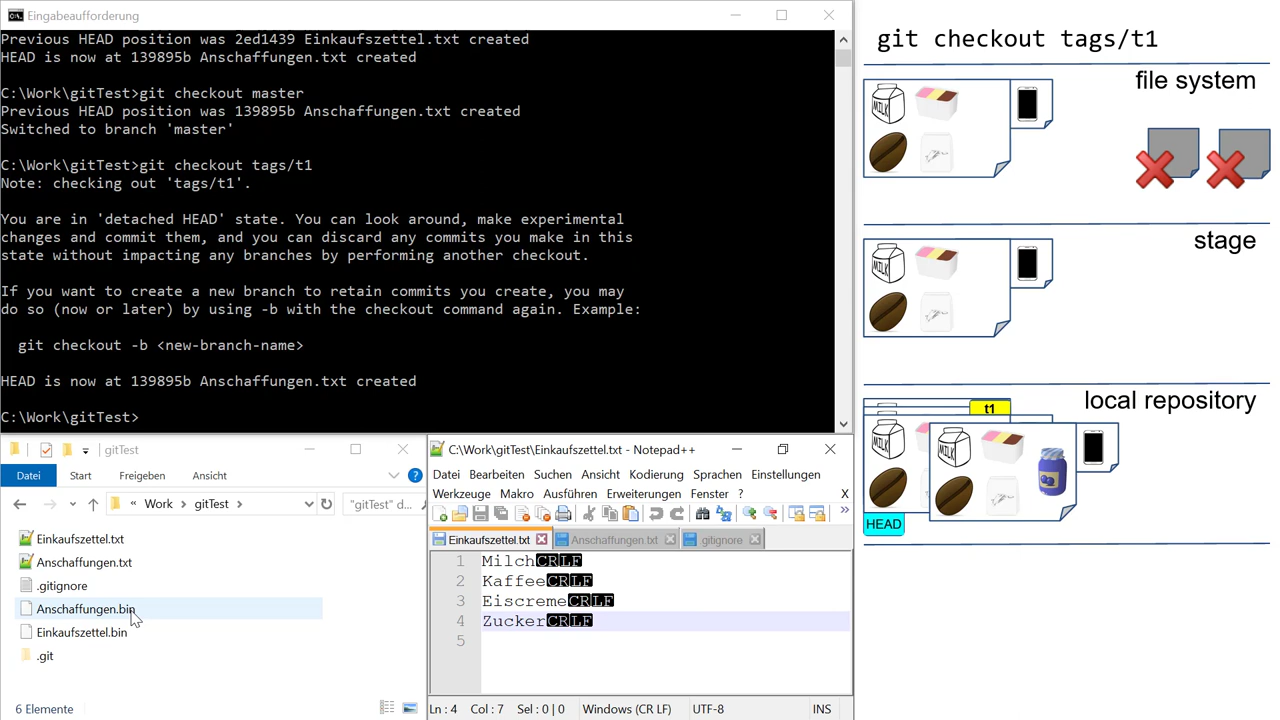 Eingabeaufforderung
Previous HEAD position was 2ed1439 Einkaufszettel.txt created
HEAD is now at 139895b Anschaffungen.txt created
C:\Work\gitTest>git checkout master
Previous HEAD position was 139895b Anschaffungen.txt created
Switched to branch 'master'
C:\Work\gitTest>git checkout tags/t1
Note: checking out 'tags/t1'.
You are in 'detached HEAD' state. You can look around, make experimental
changes and commit them, and you can discard any commits you make in this
state without impacting any branches by performing another checkout.
If you want to create a new branch to retain commits you create, you may
do so (now or later) by using -b with the checkout command again. Example:
git checkout -b <new-branch-name>
HEAD is now at 139895b Anschaffungen.txt created
C:\Work\gitTest>
gitTest
Datei Start Freigeben Ansicht
« Work gitTest "gitTest" d...
Einkaufszettel.txt
Anschaffungen.txt
.gitignore
Anschaffungen.bin
Einkaufszettel.bin
.git
6 Elemente
C:\Work\gitTest\Einkaufszettel.txt - Notepad++
Datei Bearbeiten Suchen Ansicht Kodierung Sprachen Einstellungen
Werkzeuge Makro Ausführen Erweiterungen Fenster ? X
Einkaufszettel.txt Anschaffungen.txt gitignore
1 MilchCRLF
2 KaffeeCRLF
3 EiscremeCRLF
4 ZuckerCRLF
5
Ln : 4 Col : 7 Sel : 0 | 0 Windows (CR LF) UTF-8 INS
git checkout tags/t1
file system
MILK
stage
MILK
local repository
t1
MILK
MILK
HEAD